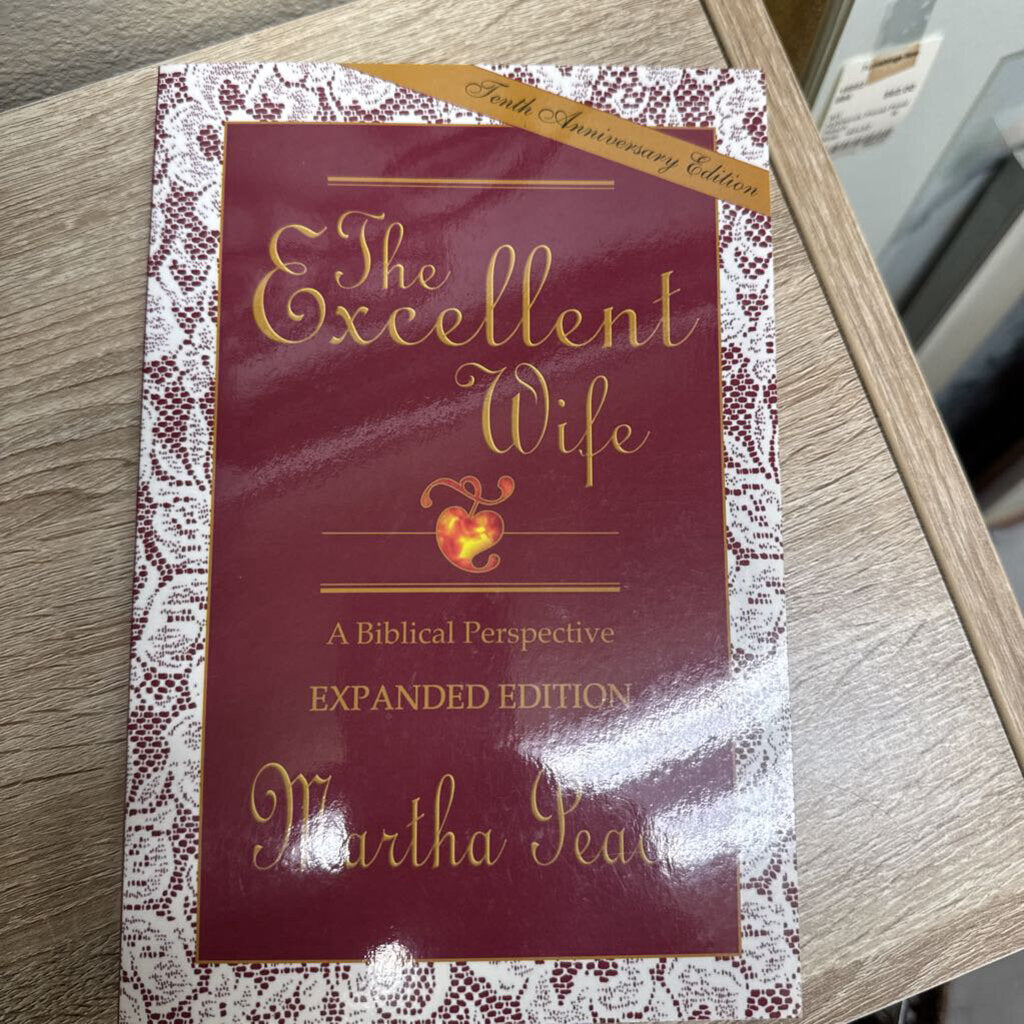 Tenth Anniversary Edition
The
Excellent
Wife
A Biblical Perspective
EXPANDED EDITION
Martha